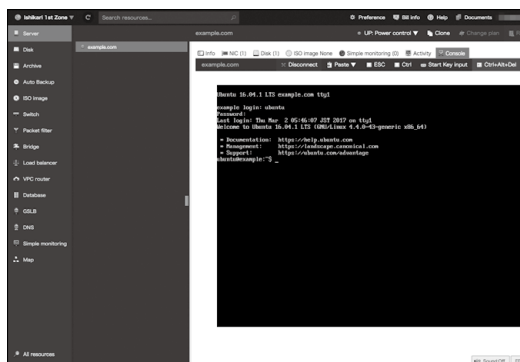 Ishikari 1st Zone ▼ C Search resources... Preference Bill info Help Documents
Server
Disk
Archive
Auto Backup
ISO Image
Switch
Packet filter
Bridge
Load balancer
VPC router
Database
GSLB
DNS
Simple monitoring
Map
All resources
example.com
example.com UP: Power control ▼ Clone Change plan
Info NIC (1) Disk (1) ISO image None Simple monitoring (0) Activity Console
example.com Disconnect Paste ▼ ESC Ctrl Start Key input Ctrl+Alt+Del
Ubuntu 16.04.1 LTS example.com tty1
example login: ubuntu
Password:
Last login: Thu Mar 2 05:46:07 JST 2017 on tty1
Welcome to Ubuntu 16.04.1 LTS (GNU/Linux 4.4.0-43-generic x86_64)
* Documentation: https://help.ubuntu.com
* Management: https://landscape.canonical.com
* Support: https://ubuntu.com/advantage
ubuntu@example:~$ _
Sound Off